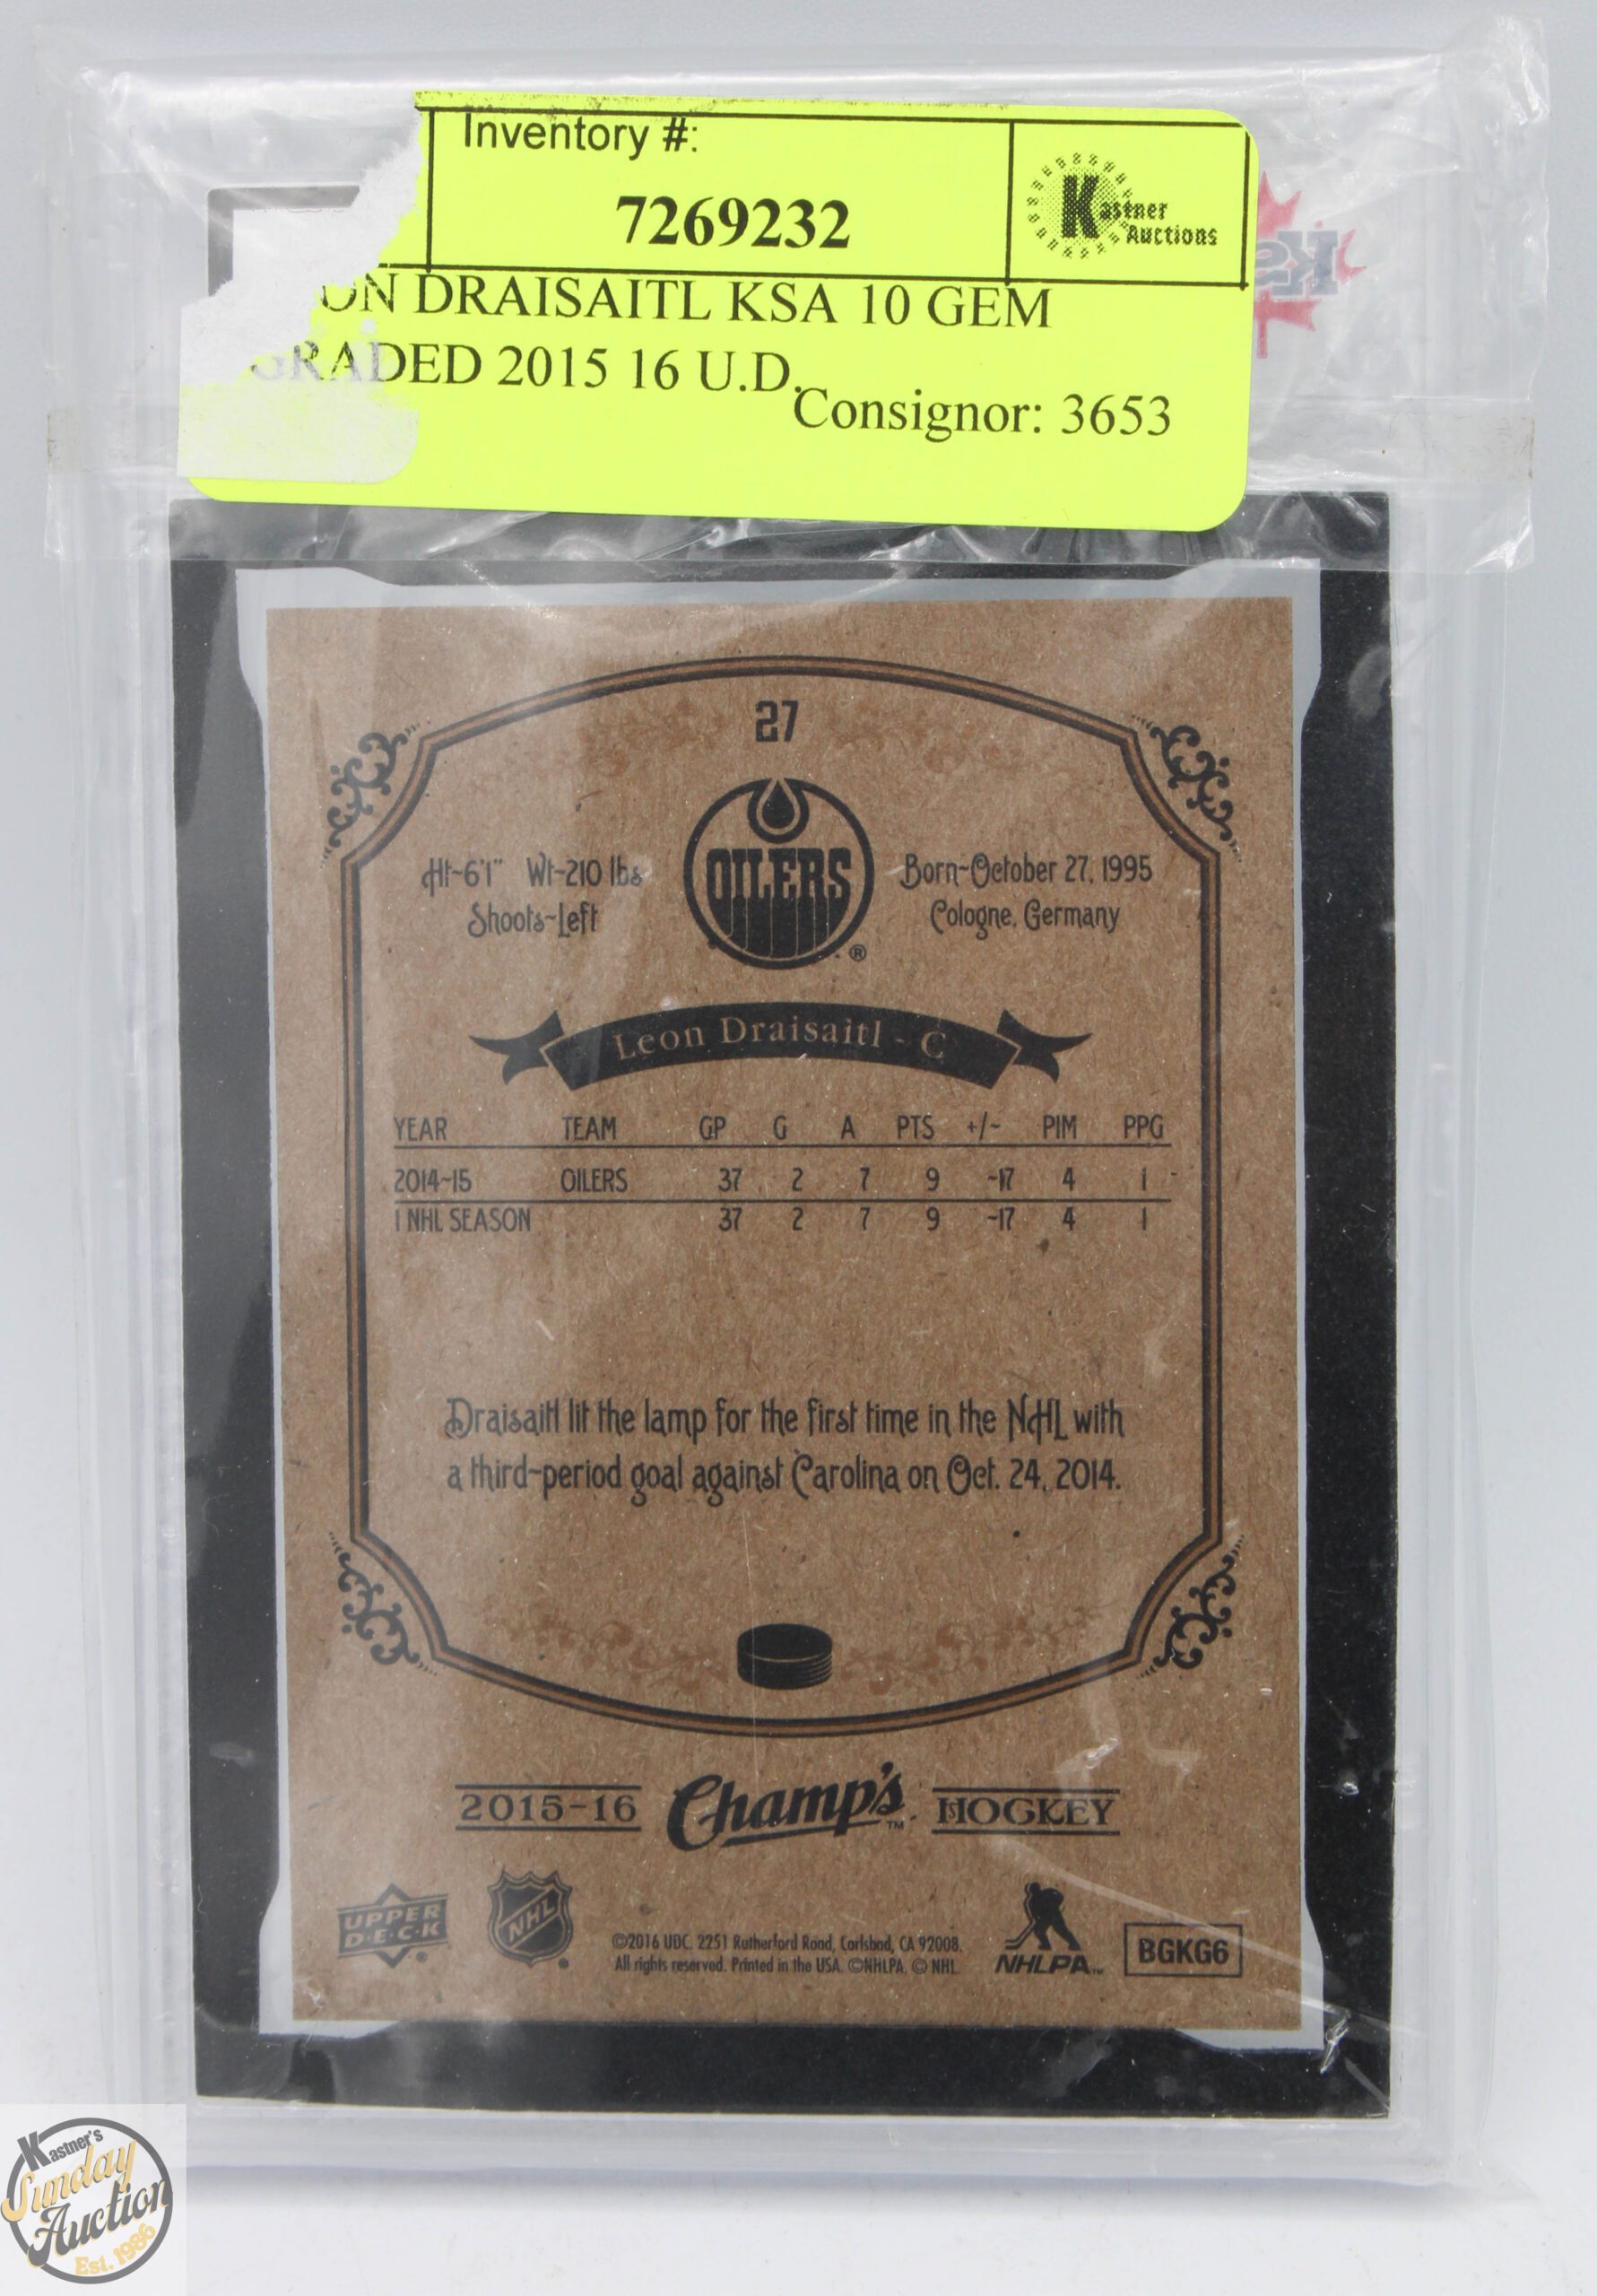 Inventory #:
7269232
Kastner
Auctions
ON DRAISAITL KSA 10 GEM
GRADED 2015 16 U.D.
Consignor: 3653
KSA
27
Ht~6'1" Wt~210 lbs
Shoots~Left
OILERS
®
Born~October 27, 1995
Cologne, Germany
Leon Draisaitl - C
YEAR TEAM GP G A PTS +/~ PIM PPG
2014~15 OILERS 37 2 7 9 ~17 4 1
1 NHL SEASON 37 2 7 9 ~17 4 1
Draisaitl lit the lamp for the first time in the NHL with
a third~period goal against Carolina on Oct. 24, 2014.
2015-16 Champ's™ HOCKEY
UPPER
D·E·C·K
®
NHL
©2016 UDC. 2251 Rutherford Road, Carlsbad, CA 92008.
All rights reserved. Printed in the USA. ©NHLPA. © NHL
NHLPA™
BGKG6
Kastner's
Sunday
Auction
Est. 1986